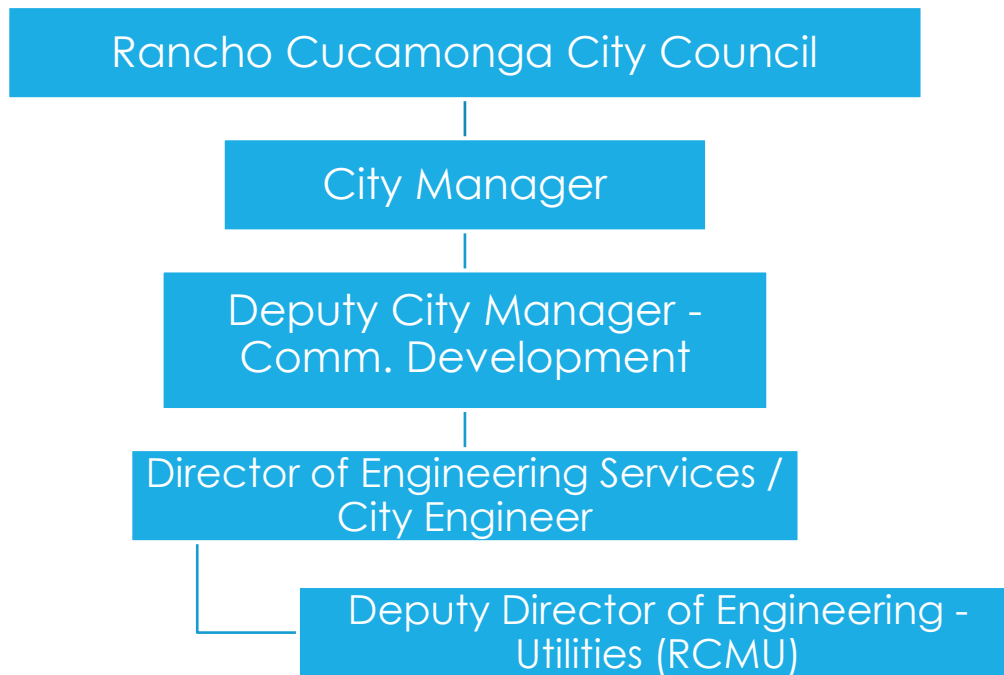 Rancho Cucamonga City Council
City Manager
Deputy City Manager -
Comm. Development
Director of Engineering Services /
City Engineer
Deputy Director of Engineering -
Utilities (RCMU)